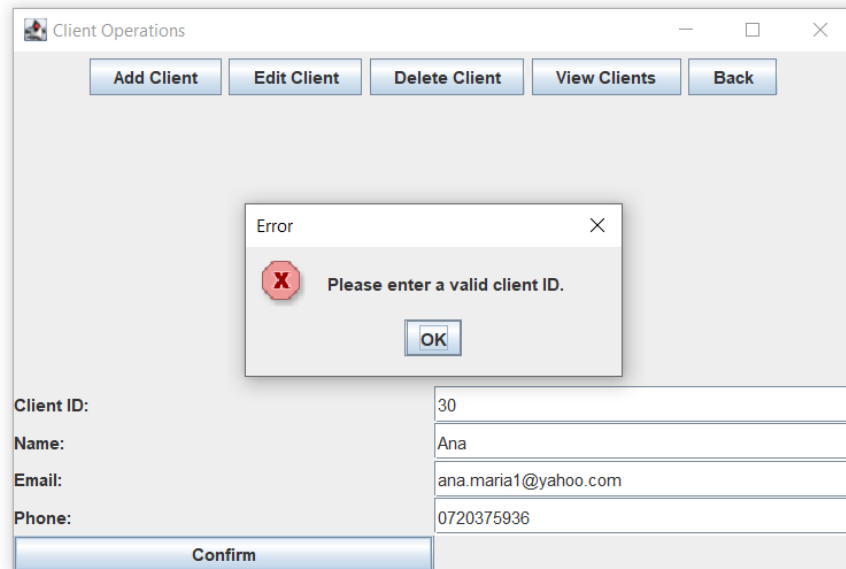 Client Operations
Add Client Edit Client Delete Client View Clients Back
Error
X
Please enter a valid client ID.
OK
Client ID: 30
Name: Ana
Email: ana.maria1@yahoo.com
Phone: 0720375936
Confirm